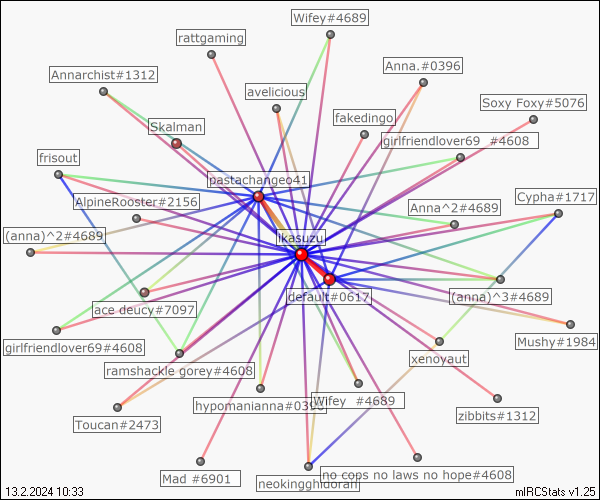 Wifey#4689
rattgaming
Anna.#0396
Annarchist#1312
avelicious
Soxy Foxy#5076
fakedingo
Skalman
girlfriendlover69 #4608
frisout
pastachangeo41
Cypha#1717
AlpineRooster#2156
Anna^2#4689
(anna)^2#4689
Ikasuzu
default#0617
(anna)^3#4689
ace deucy#7097
Mushy#1984
girlfriendlover69#4608
xenoyaut
ramshackle gorey#4608
hypomanianna#0396
Wifey #4689
zibbits#1312
Toucan#2473
Mad #6901
no cops no laws no hope#4608
neokingghidorah
13.2.2024 10:33
mIRCStats v1.25